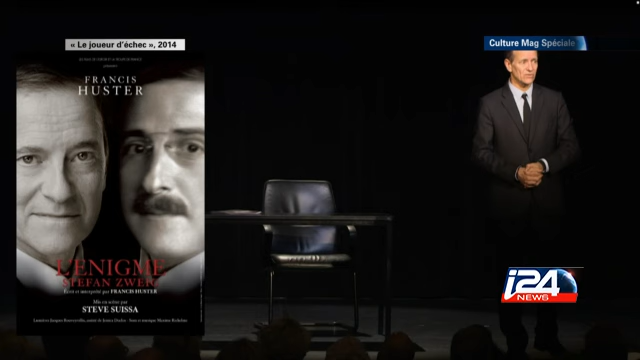 « Le joueur d'échec », 2014
Culture Mag Spéciale
FRANCIS
HUSTER
L'ENIGME
STEFAN ZWEIG
Écrit et interprété par FRANCIS HUSTER
Mis en scène par
STEVE SUISSA
i24
NEWS